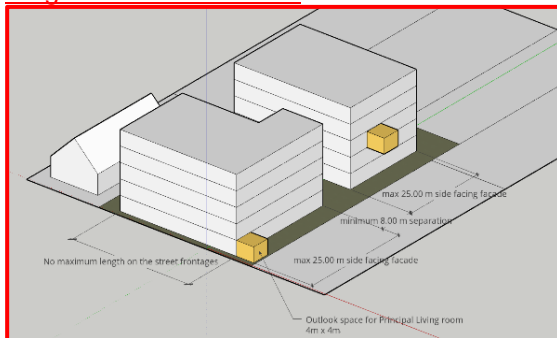 max 25.00 m side facing facade
minimum 8.00 m separation
No maximum length on the street frontages
max 25.00 m side facing facade
Outlook space for Principal Living room
4m x 4m